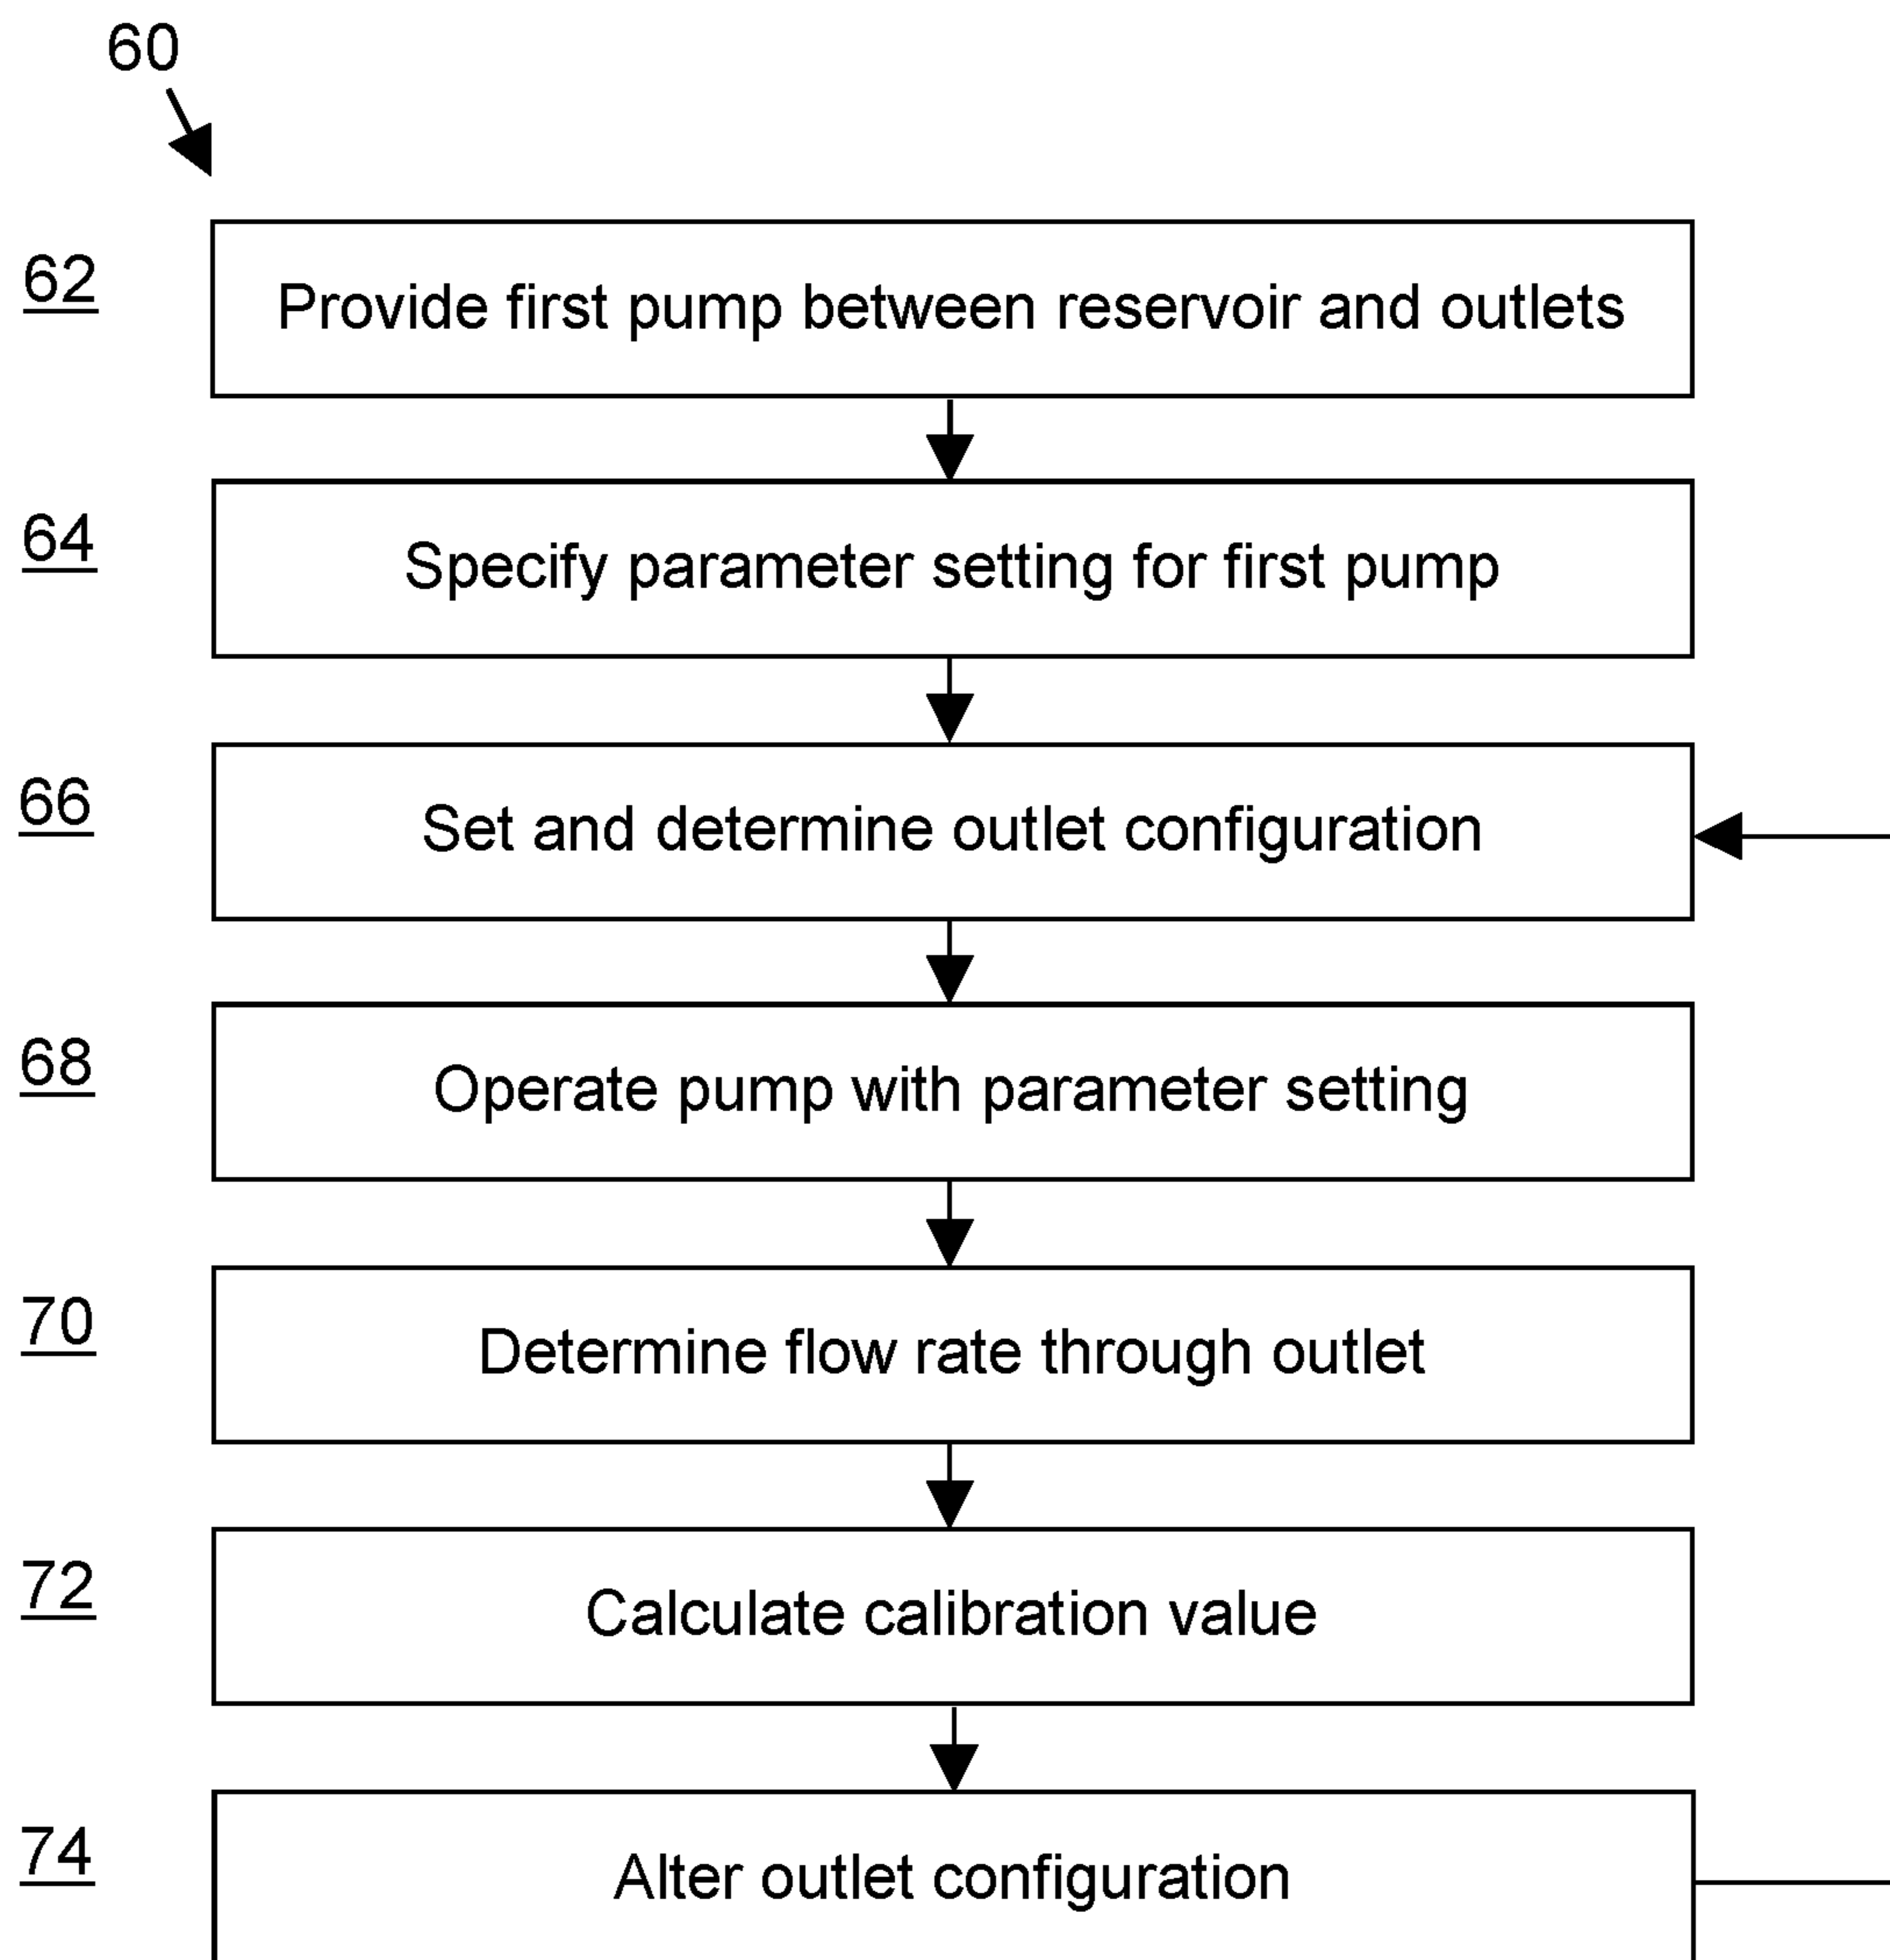 60
62
Provide first pump between reservoir and outlets
64
Specify parameter setting for first pump
66
Set and determine outlet configuration
68
Operate pump with parameter setting
70
Determine flow rate through outlet
72
Calculate calibration value
74
Alter outlet configuration